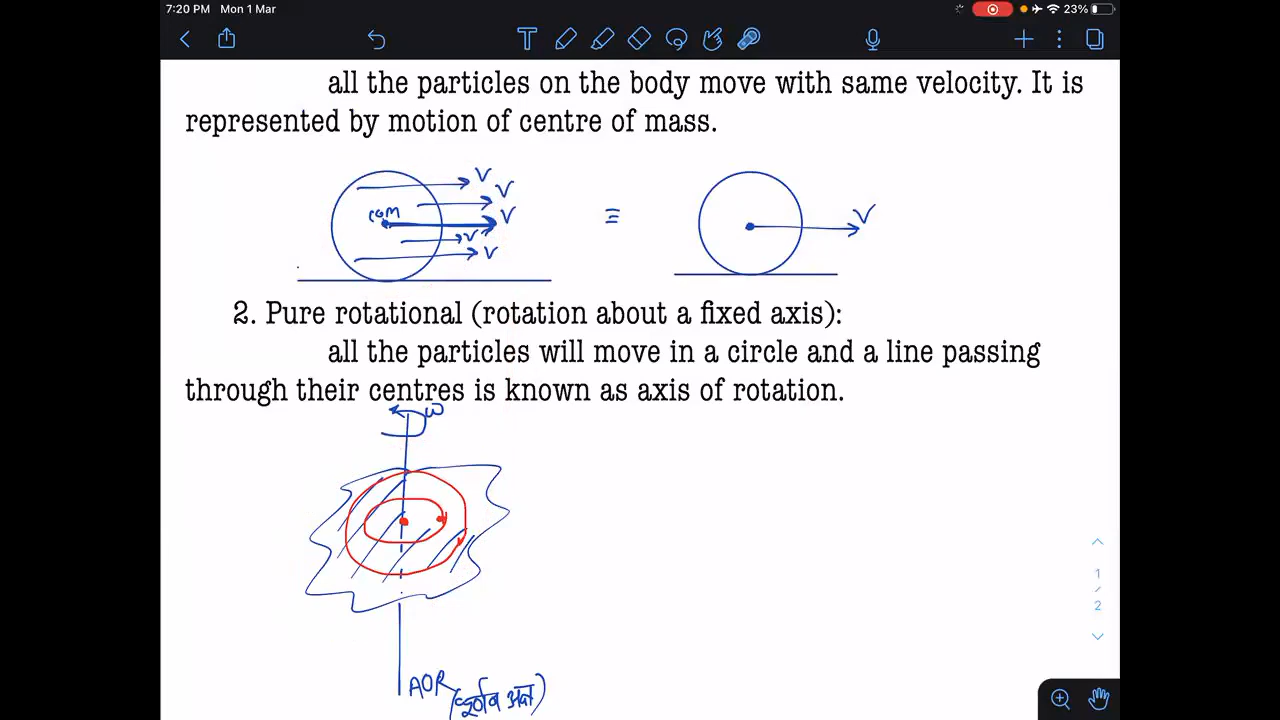 7:20 PM Mon 1 Mar
23%
all the particles on the body move with same velocity. It is
represented by motion of centre of mass.
V
V
com V
V
V
≡
V
2. Pure rotational (rotation about a fixed axis):
all the particles will move in a circle and a line passing
through their centres is known as axis of rotation.
ω
AOR
(घूर्णन अक्ष)
1
/
2